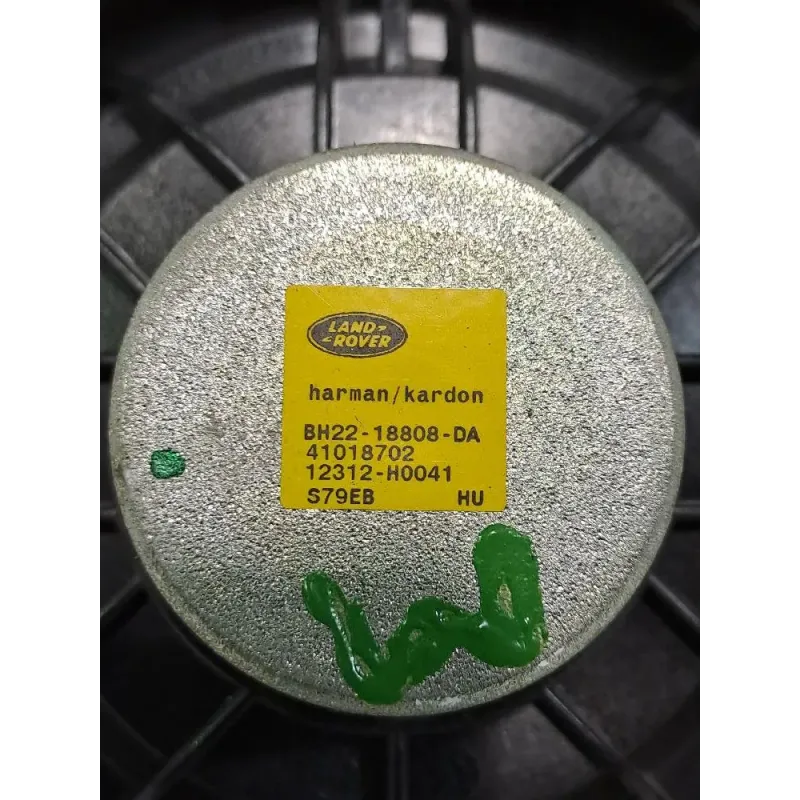 LAND-
-ROVER
harman/kardon
BH22-18808-DA
41018702
12312-H0041
S79EB HU